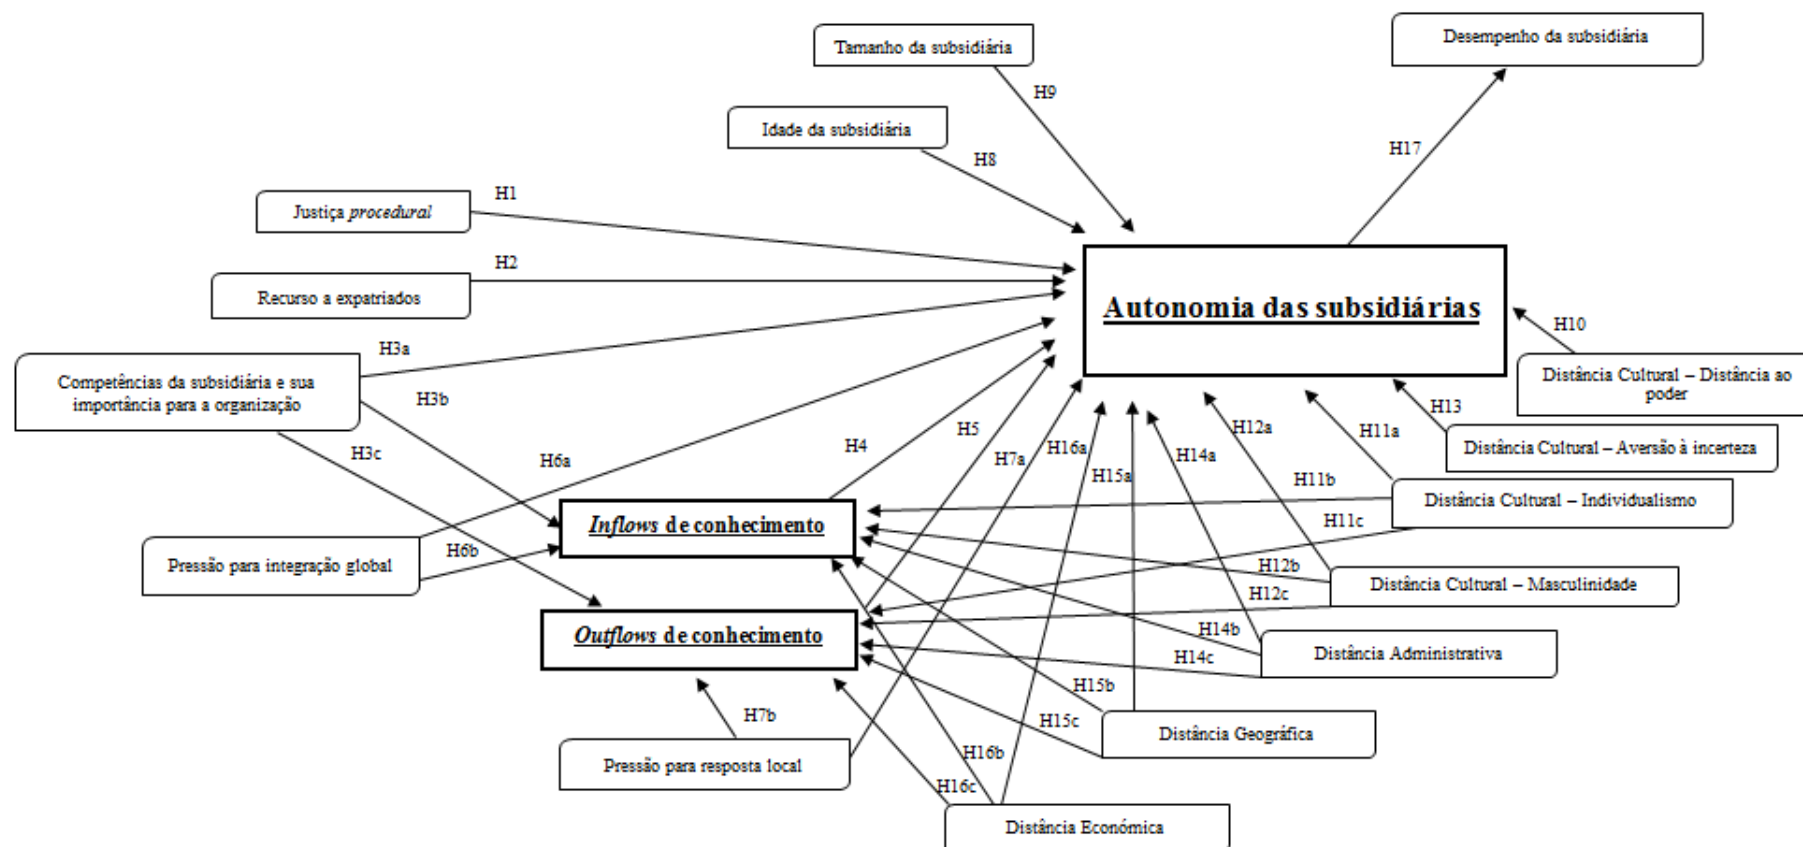 Tamanho da subsidiária
Desempenho da subsidiária
H9
Idade da subsidiária
H8
H17
Justiça procedural
H1
Recurso a expatriados
H2
Autonomia das subsidiárias
H10
Competências da subsidiária e sua
importância para a organização
H3a
H3b
H3c
Distância Cultural – Distância ao
poder
H13
Distância Cultural – Aversão à incerteza
H6a
H4
H5
H7a
H16a
H15a
H14a
H12a
H11a
H11b
Distância Cultural – Individualismo
H11c
Inflows de conhecimento
Pressão para integração global
H6b
H12b
Distância Cultural – Masculinidade
H12c
Outflows de conhecimento
H14b
Distância Administrativa
H14c
H15b
H15c
Distância Geográfica
H7b
Pressão para resposta local
H16b
H16c
Distância Económica